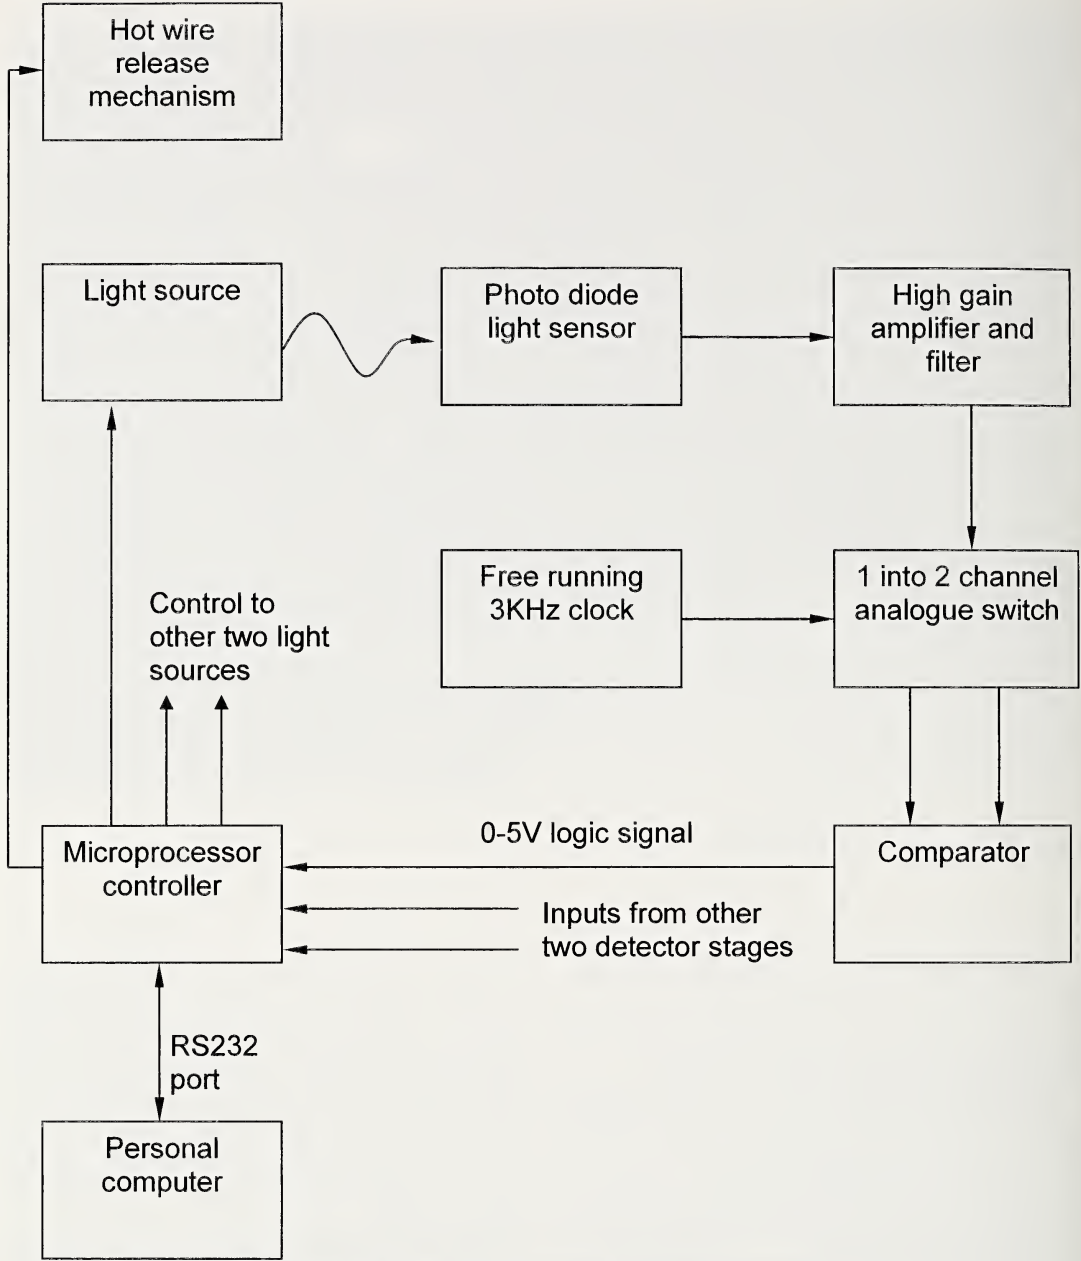 Hot wire
release
mechanism
Light source
Photo diode
light sensor
High gain
amplifier and
filter
Free running
3KHz clock
1 into 2 channel
analogue switch
Control to
other two light
sources
Microprocessor
controller
0-5V logic signal
Comparator
Inputs from other
two detector stages
RS232
port
Personal
computer